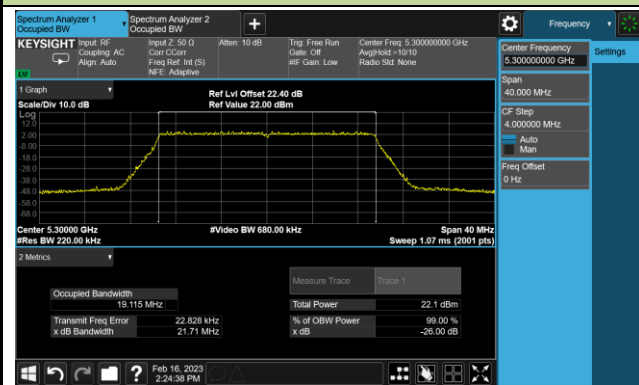 Spectrum Analyzer 1
Occupied BW
Spectrum Analyzer 2
Occupied BW
Frequency
KEYSIGHT
Input: RF
Coupling: AC
Align: Auto
Input Z: 50 Ω
Corr CCorr
Freq Ref: Int (S)
NFE: Adaptive
Atten: 10 dB
Trig: Free Run
Gate: Off
#IF Gain: Low
Center Freq: 5.300000000 GHz
Avg|Hold:>10/10
Radio Std: None
Center Frequency
5.300000000 GHz
Settings
Span
40.000 MHz
CF Step
4.000000 MHz
Auto
Man
Freq Offset
0 Hz
1 Graph
Scale/Div 10.0 dB
Ref Lvl Offset 22.40 dB
Ref Value 22.00 dBm
Log
12.0
2.00
-8.00
-18.0
-28.0
-38.0
-48.0
-58.0
-68.0
Center 5.30000 GHz
#Res BW 220.00 kHz
#Video BW 680.00 kHz
Span 40 MHz
Sweep 1.07 ms (2001 pts)
2 Metrics
Measure Trace
Trace 1
Occupied Bandwidth
19.115 MHz
Total Power
22.1 dBm
Transmit Freq Error
22.828 kHz
% of OBW Power
99.00 %
x dB Bandwidth
21.71 MHz
x dB
-26.00 dB
?
Feb 16, 2023
2:24:38 PM